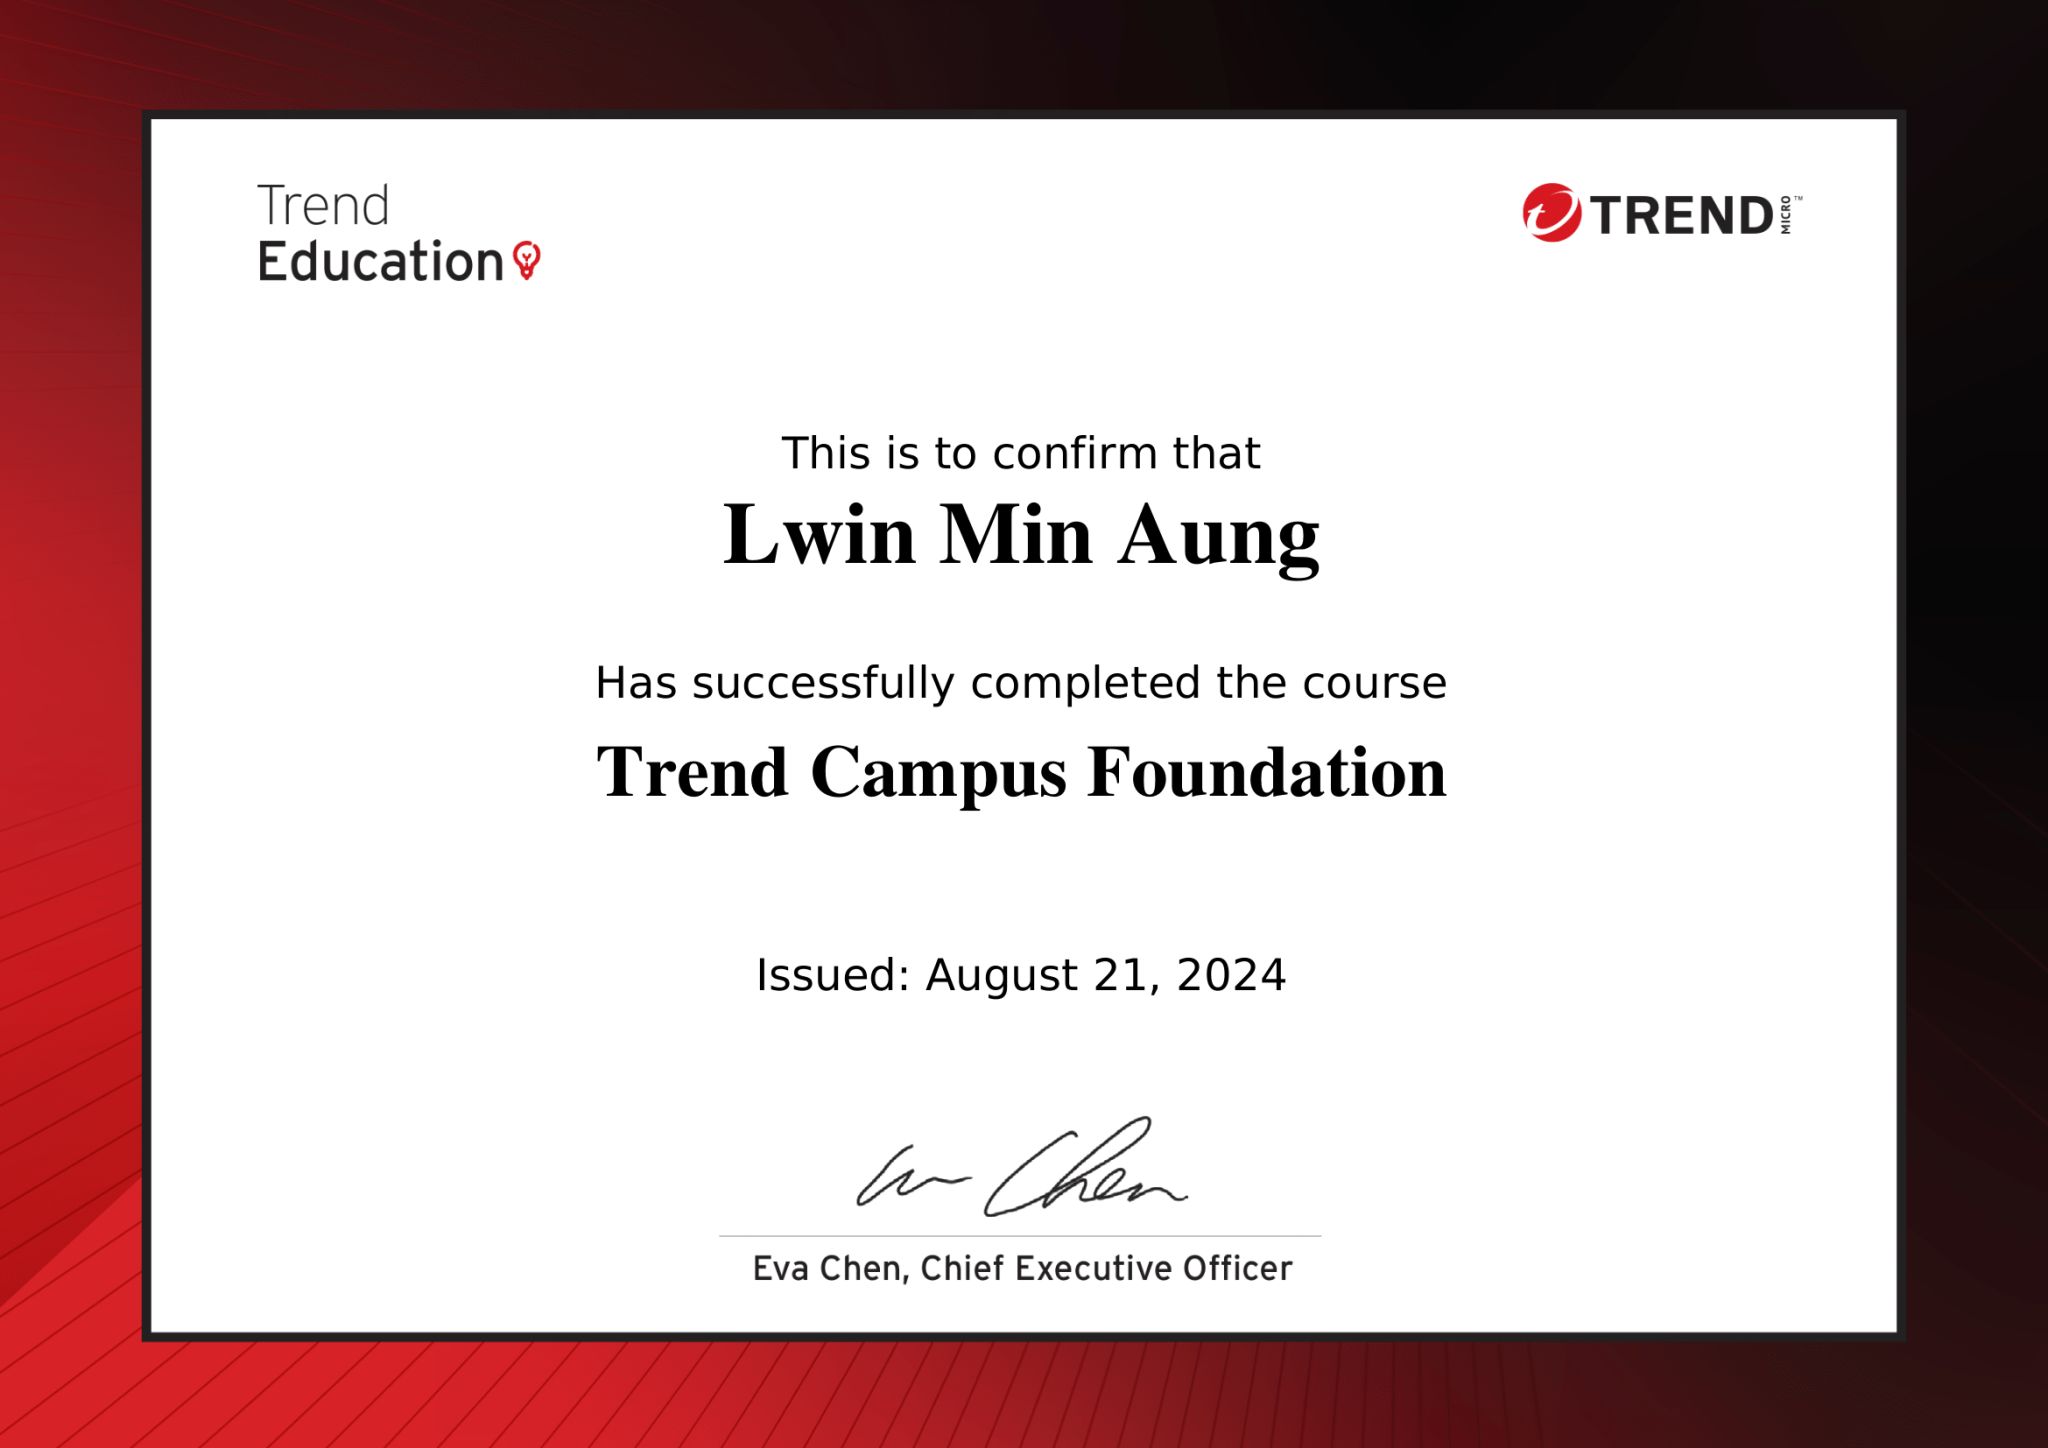 Trend
Education
TREND MICRO™
This is to confirm that
Lwin Min Aung
Has successfully completed the course
Trend Campus Foundation
Issued: August 21, 2024
Eva Chen
Eva Chen, Chief Executive Officer